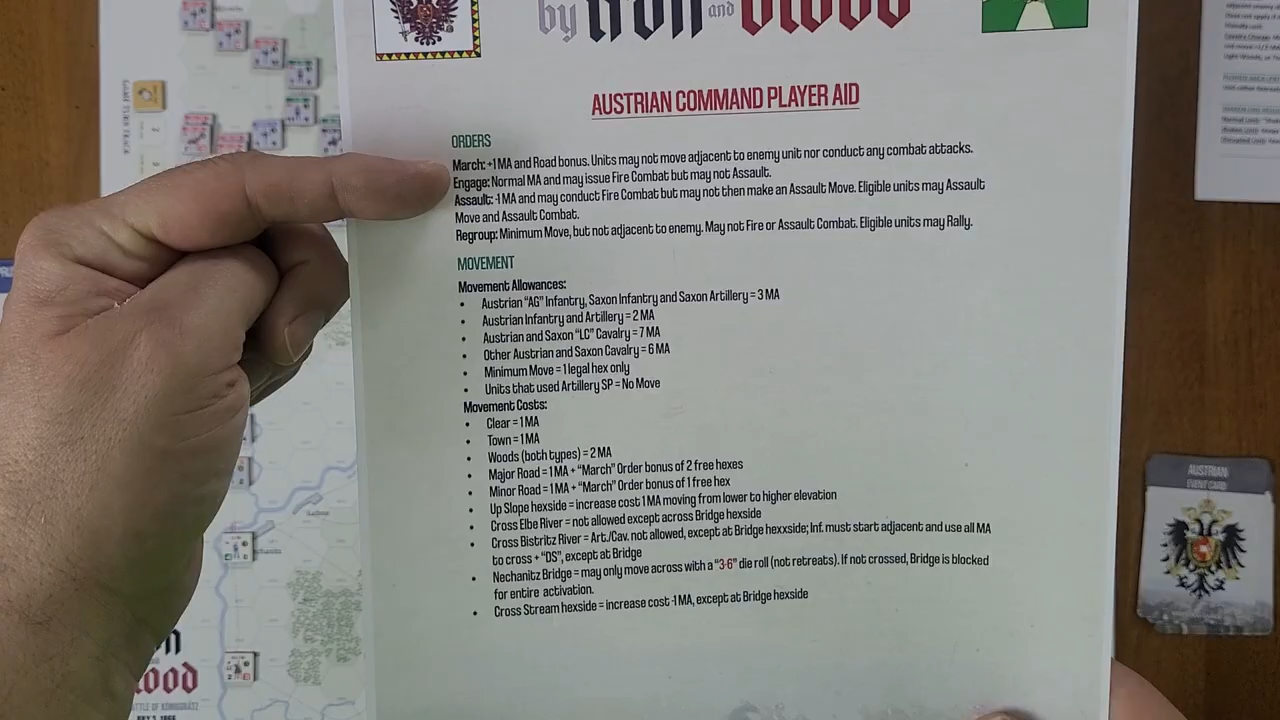 by iron and blood
AUSTRIAN COMMAND PLAYER AID
ORDERS
March: +1 MA and Road bonus. Units may not move adjacent to enemy unit nor conduct any combat attacks.
Engage: Normal MA and may issue Fire Combat but may not Assault.
Assault: -1 MA and may conduct Fire Combat but may not then make an Assault Move. Eligible units may Assault
Move and Assault Combat.
Regroup: Minimum Move, but not adjacent to enemy. May not Fire or Assault Combat. Eligible units may Rally.
MOVEMENT
Movement Allowances:
• Austrian "AG" Infantry, Saxon Infantry and Saxon Artillery = 3 MA
• Austrian Infantry and Artillery = 2 MA
• Austrian and Saxon "LC" Cavalry = 7 MA
• Other Austrian and Saxon Cavalry = 6 MA
• Minimum Move = 1 legal hex only
• Units that used Artillery SP = No Move
Movement Costs:
• Clear = 1 MA
• Town = 1 MA
• Woods (both types) = 2 MA
• Major Road = 1 MA + "March" Order bonus of 2 free hexes
• Minor Road = 1 MA + "March" Order bonus of 1 free hex
• Up Slope hexside = increase cost 1 MA moving from lower to higher elevation
• Cross Elbe River = not allowed except across Bridge hexside
• Cross Bistritz River = Art./Cav. not allowed, except at Bridge hexxside; Inf. must start adjacent and use all MA
to cross + "DS", except at Bridge
• Nechanitz Bridge = may only move across with a "3-6" die roll (not retreats). If not crossed, Bridge is blocked
for entire activation.
• Cross Stream hexside = increase cost -1 MA, except at Bridge hexside
AUSTRIAN
EVENT CARD
GAME TURN TRACK
blood
JULY 3, 1866